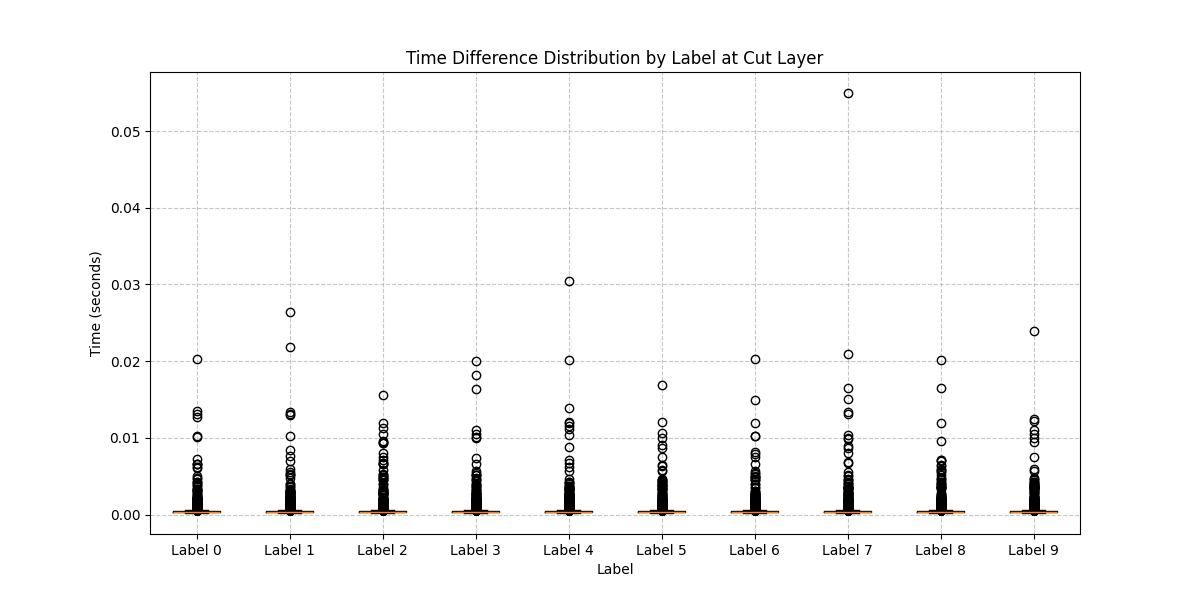 Time Difference Distribution by Label at Cut Layer
Time (seconds)
0.05
0.04
0.03
0.02
0.01
0.00
Label 0 Label 1 Label 2 Label 3 Label 4 Label 5 Label 6 Label 7 Label 8 Label 9
Label